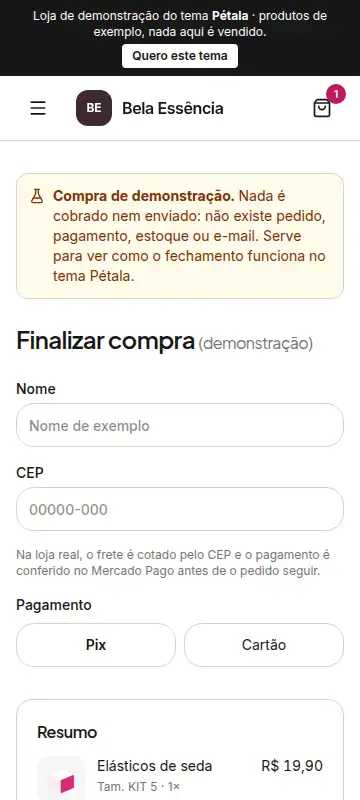 Loja de demonstração do tema Pétala · produtos de
exemplo, nada aqui é vendido.
Quero este tema
BE
Bela Essência
1
Compra de demonstração. Nada é
cobrado nem enviado: não existe pedido,
pagamento, estoque ou e-mail. Serve
para ver como o fechamento funciona no
tema Pétala.
Finalizar compra (demonstração)
Nome
Nome de exemplo
CEP
00000-000
Na loja real, o frete é cotado pelo CEP e o pagamento é
conferido no Mercado Pago antes de o pedido seguir.
Pagamento
Pix
Cartão
Resumo
Elásticos de seda
R$ 19,90
Tam. KIT 5 · 1×